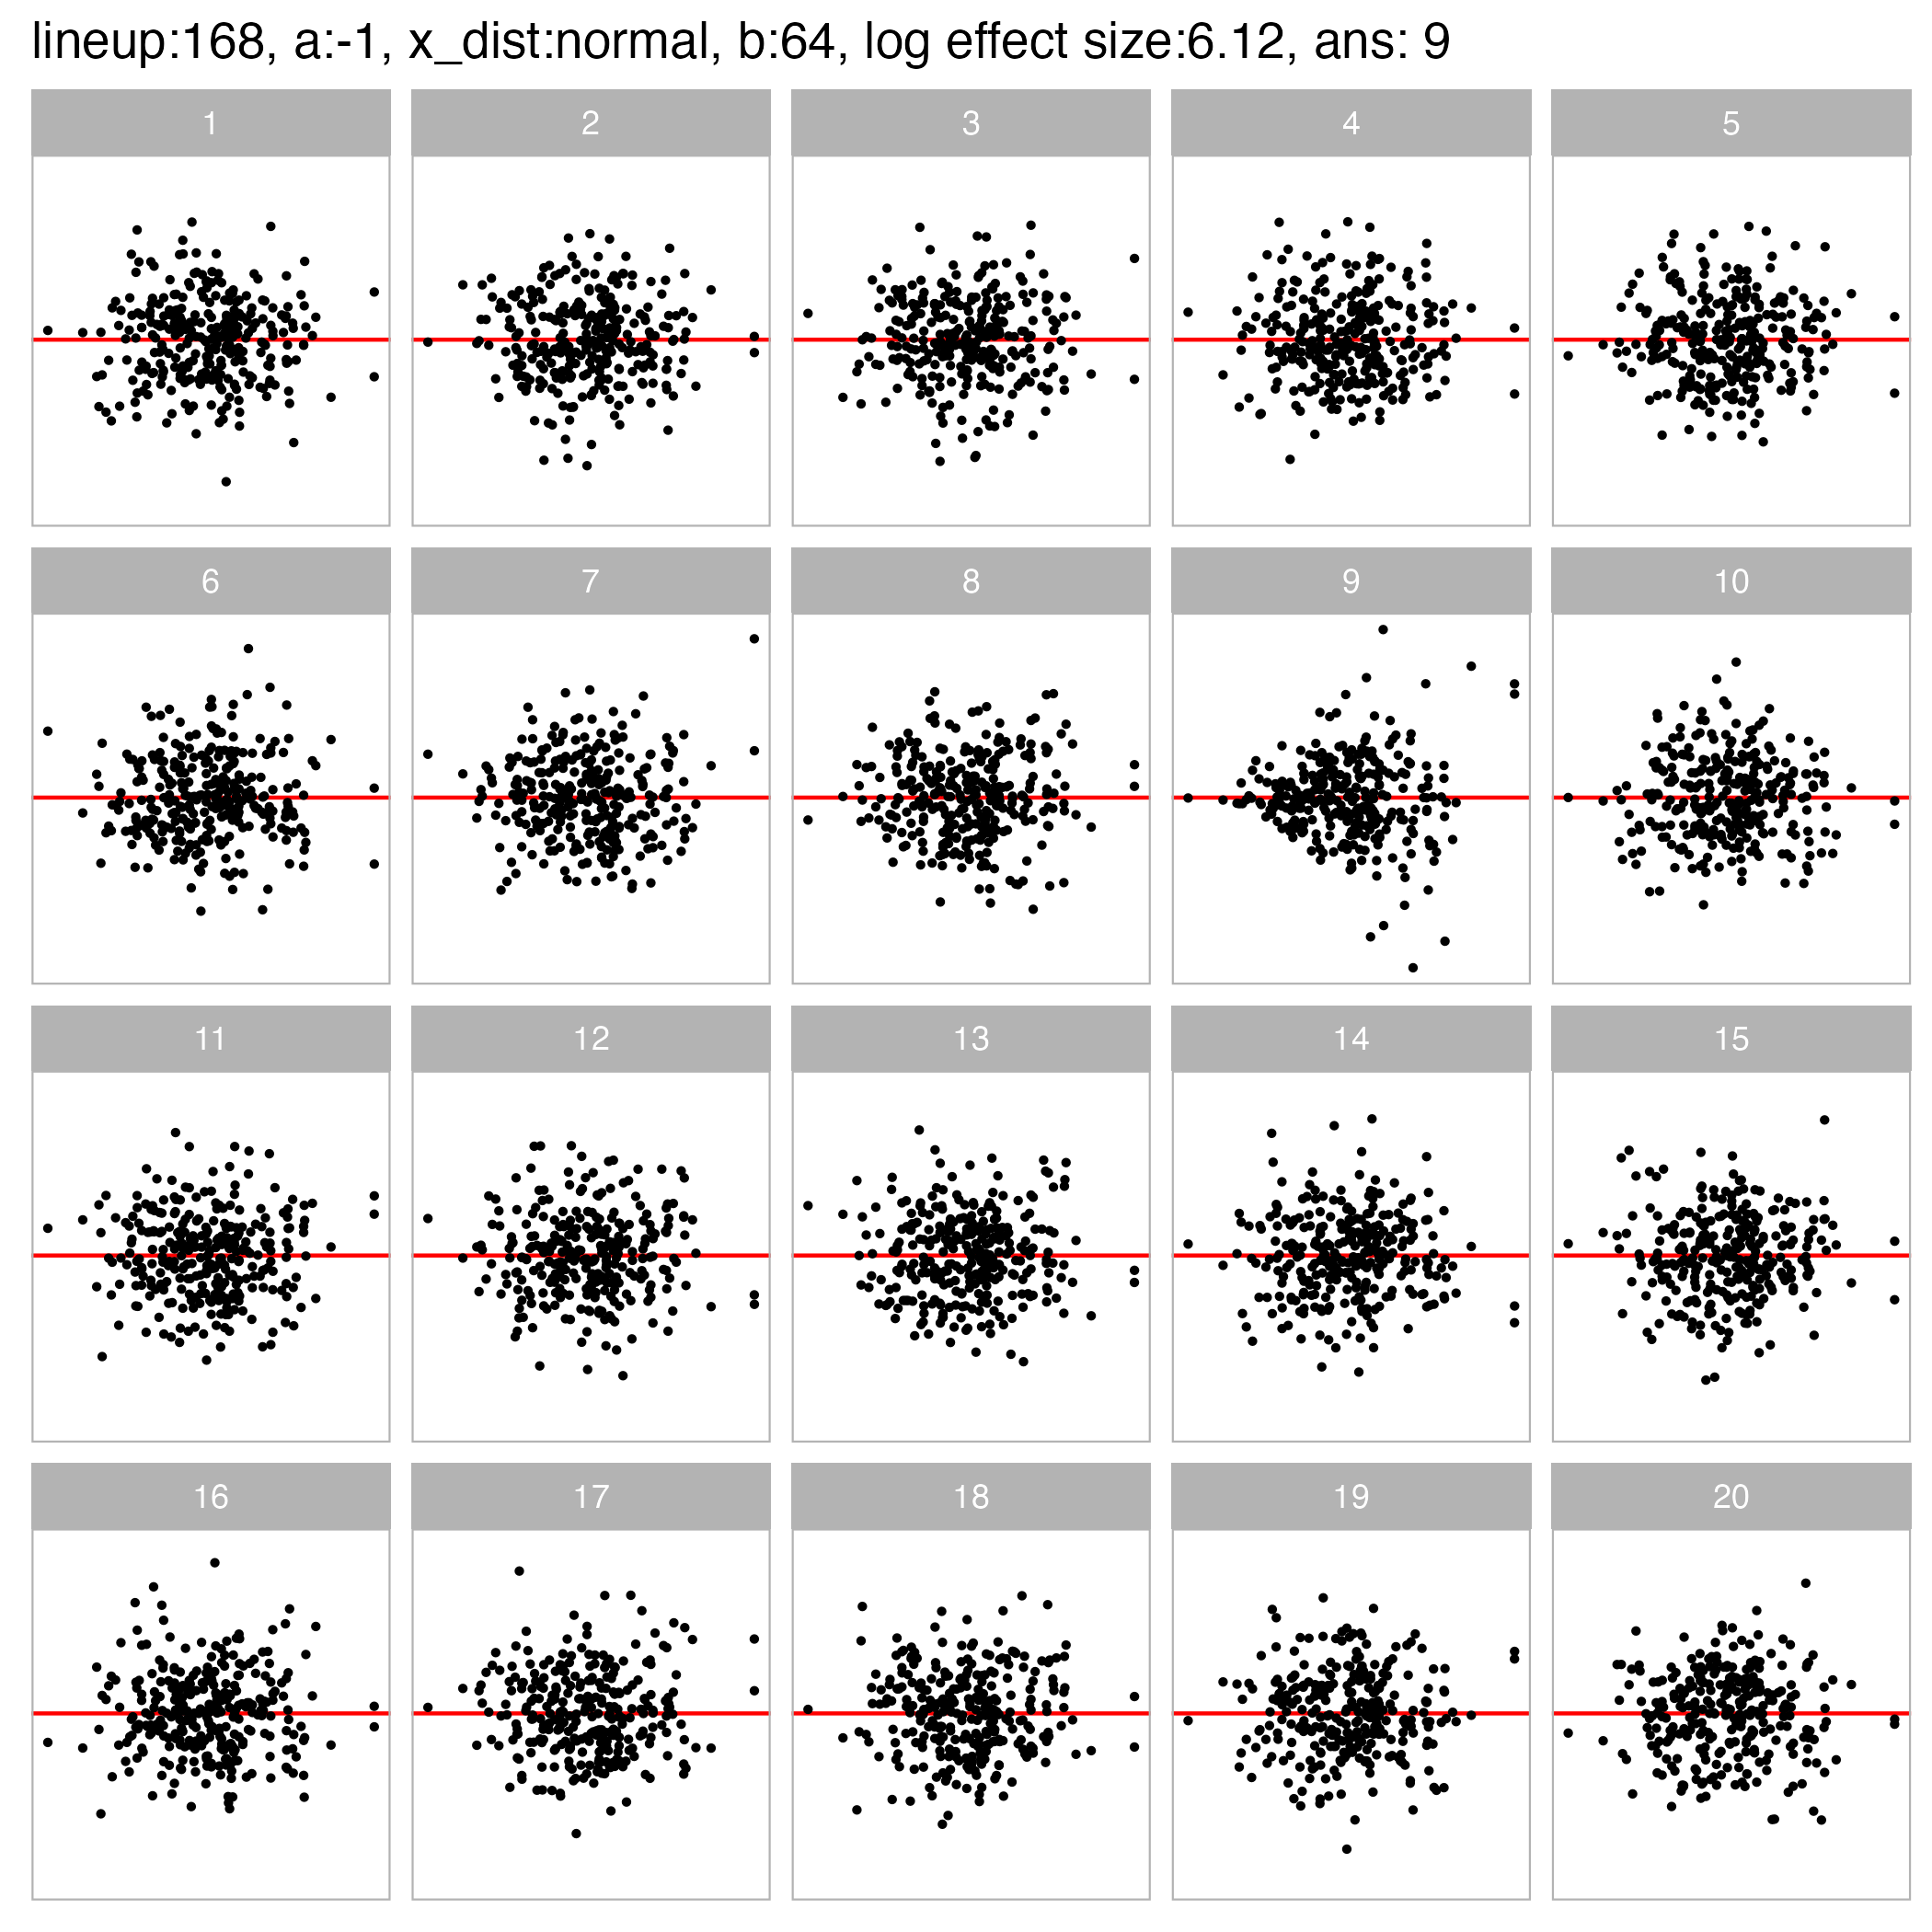 lineup:168, a:-1, x_dist:normal, b:64, log effect size:6.12, ans: 9
1 2 3 4 5
6 7 8 9 10
11 12 13 14 15
16 17 18 19 20